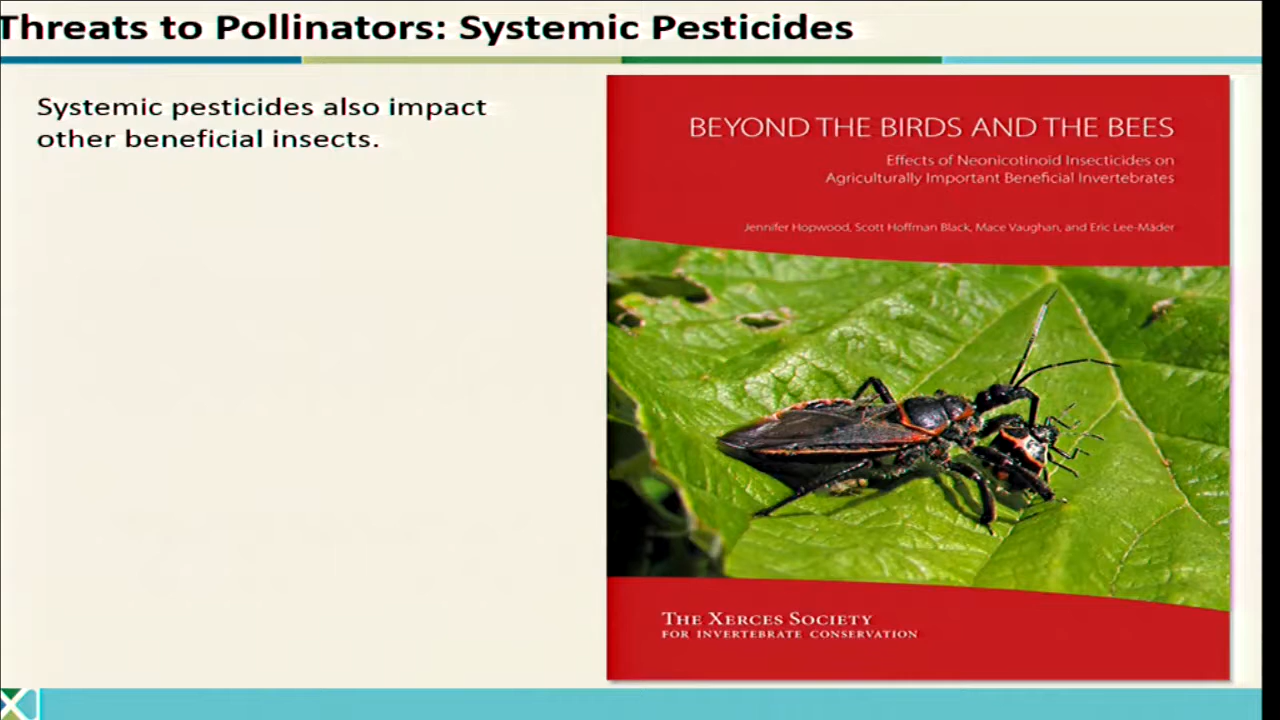 Threats to Pollinators: Systemic Pesticides
Systemic pesticides also impact
other beneficial insects.
BEYOND THE BIRDS AND THE BEES
Effects of Neonicotinoid Insecticides on
Agriculturally Important Beneficial Invertebrates
Jennifer Hopwood, Scott Hoffman Black, Mace Vaughan, and Eric Lee-Mäder
THE XERCES SOCIETY
FOR INVERTEBRATE CONSERVATION